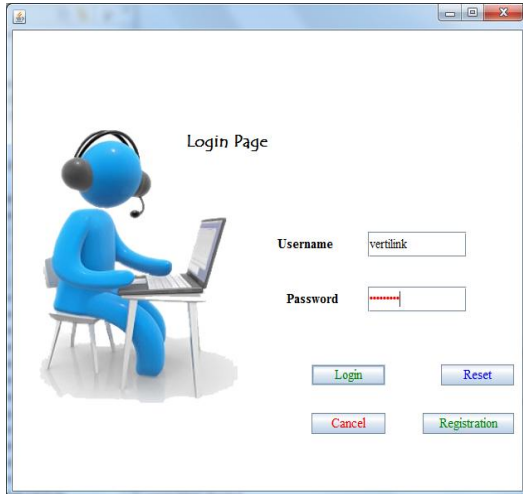 Login Page
Username vertilink
Password •••••••••
Login Reset
Cancel Registration